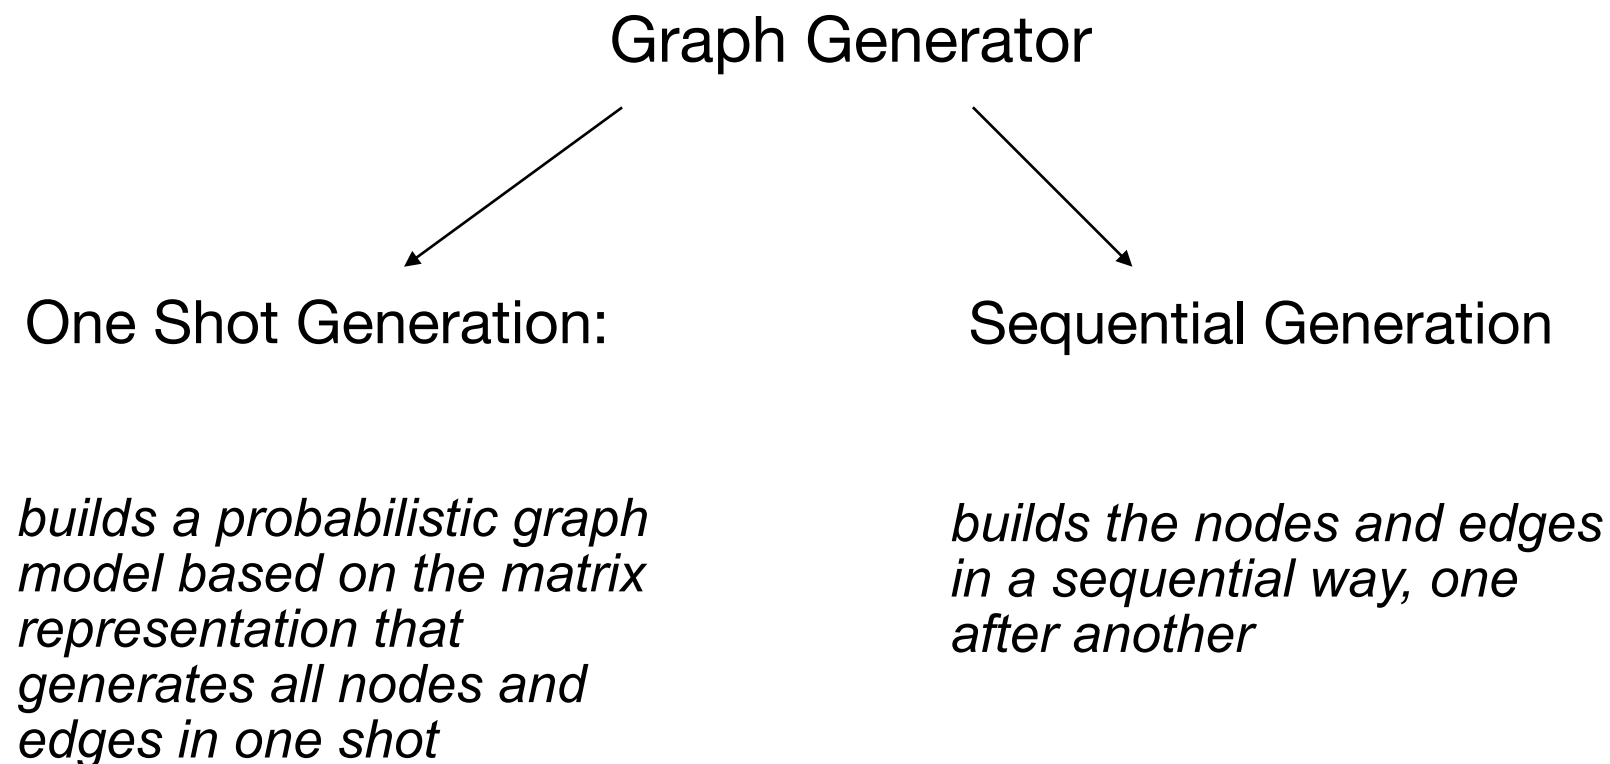 Graph Generator
One Shot Generation:
Sequential Generation
builds a probabilistic graph
model based on the matrix
representation that
generates all nodes and
edges in one shot
builds the nodes and edges
in a sequential way, one
after another